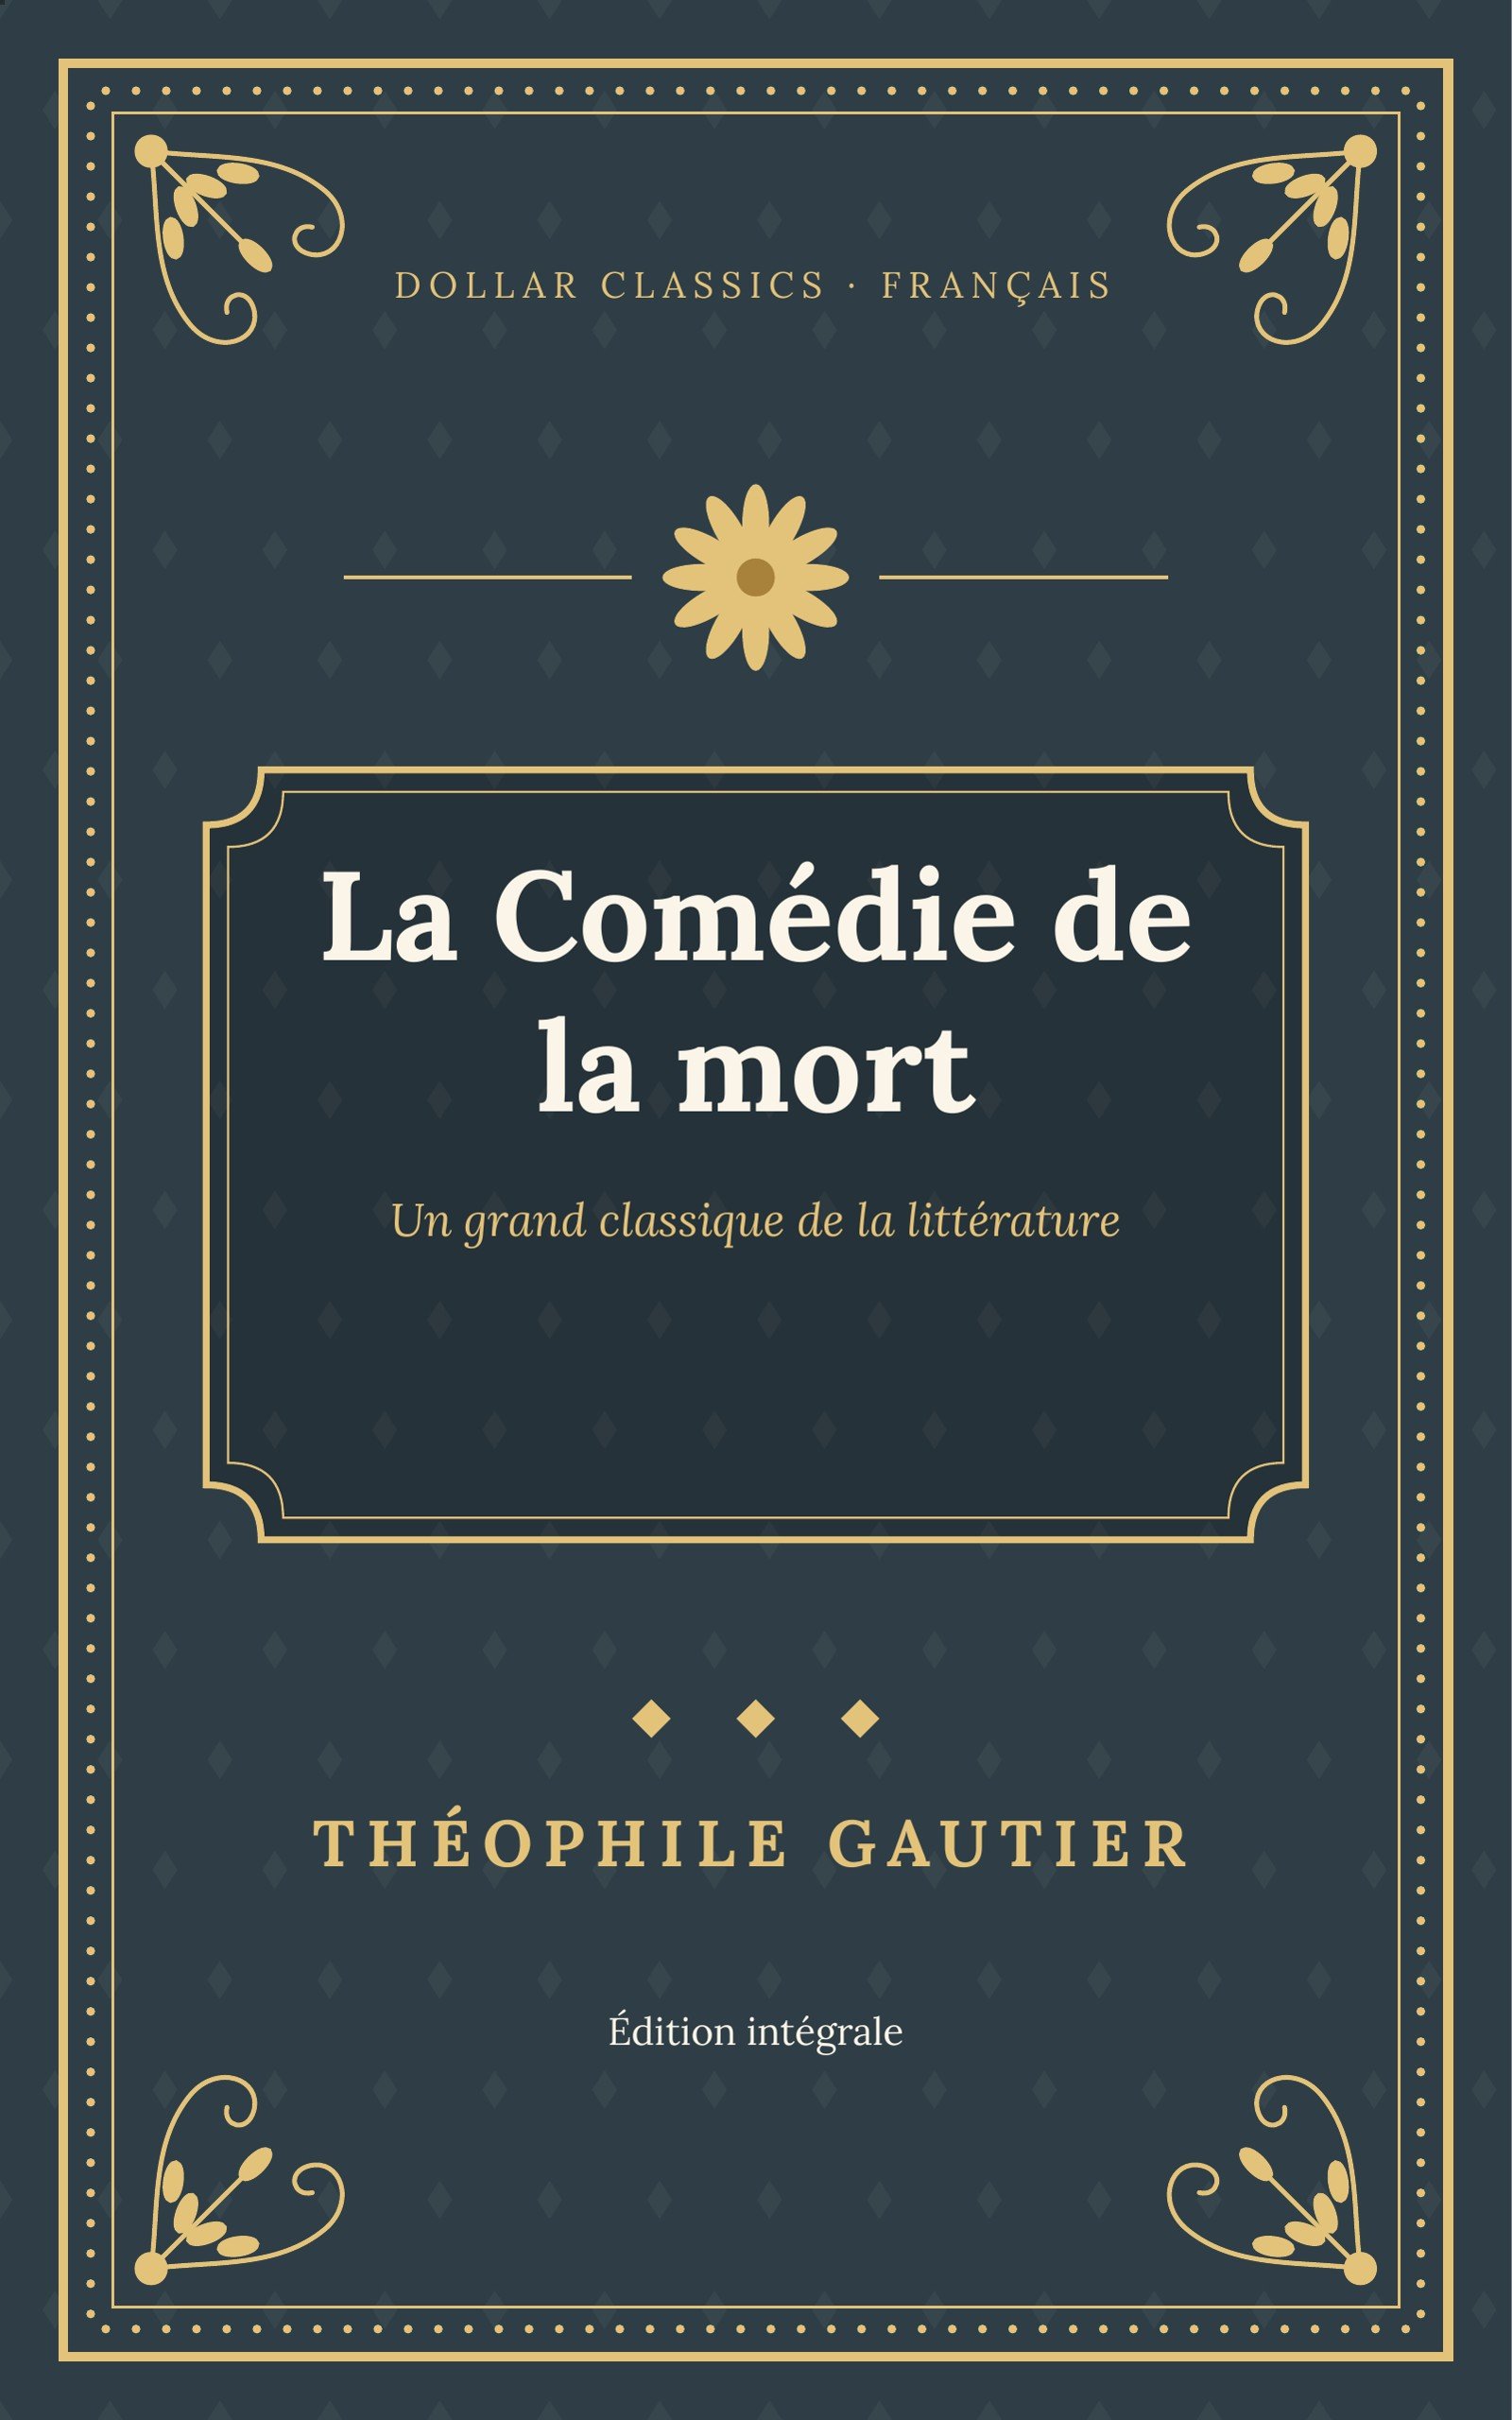 DOLLAR CLASSICS · FRANÇAIS
La Comédie de
la mort
Un grand classique de la littérature
THÉOPHILE GAUTIER
Édition intégrale